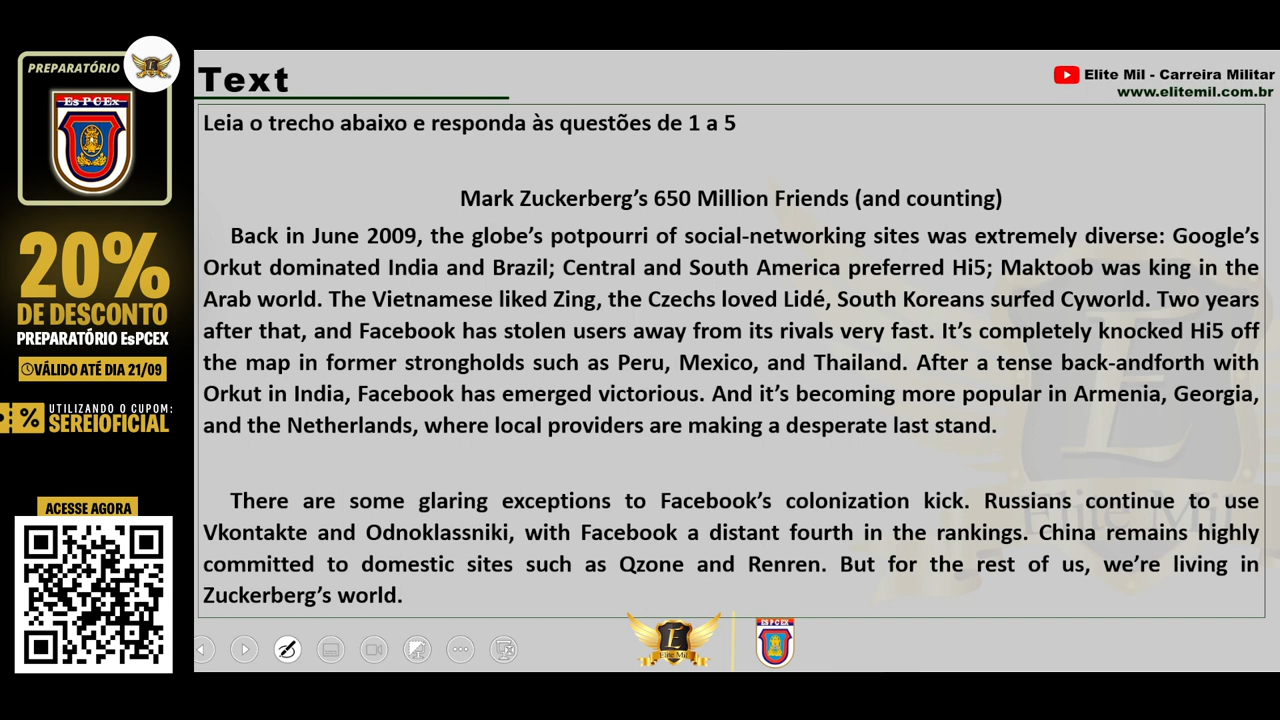 PREPARATÓRIO
E
Es P C Ex
20%
DE DESCONTO
PREPARATÓRIO EsPCEX
VÁLIDO ATÉ DIA 21/09
%
UTILIZANDO O CUPOM:
SEREIOFICIAL
ACESSE AGORA
Text
Elite Mil - Carreira Militar
www.elitemil.com.br
Leia o trecho abaixo e responda às questões de 1 a 5
Mark Zuckerberg’s 650 Million Friends (and counting)
Back in June 2009, the globe’s potpourri of social-networking sites was extremely diverse: Google’s
Orkut dominated India and Brazil; Central and South America preferred Hi5; Maktoob was king in the
Arab world. The Vietnamese liked Zing, the Czechs loved Lidé, South Koreans surfed Cyworld. Two years
after that, and Facebook has stolen users away from its rivals very fast. It’s completely knocked Hi5 off
the map in former strongholds such as Peru, Mexico, and Thailand. After a tense back-andforth with
Orkut in India, Facebook has emerged victorious. And it’s becoming more popular in Armenia, Georgia,
and the Netherlands, where local providers are making a desperate last stand.
There are some glaring exceptions to Facebook’s colonization kick. Russians continue to use
Vkontakte and Odnoklassniki, with Facebook a distant fourth in the rankings. China remains highly
committed to domestic sites such as Qzone and Renren. But for the rest of us, we’re living in
Zuckerberg’s world.
E
Elite Mil
E
Elite Mil
Es P C Ex